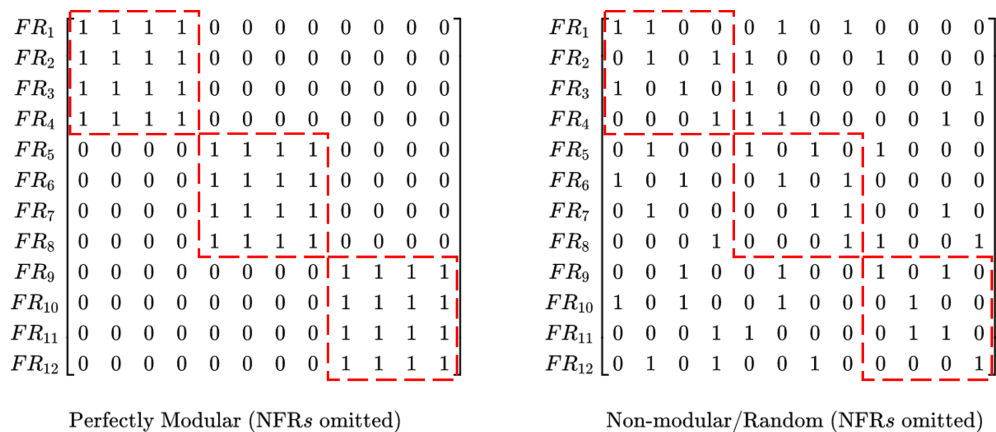 FR₁ 1 1 1 1 0 0 0 0 0 0 0 0
FR₂ 1 1 1 1 0 0 0 0 0 0 0 0
FR₃ 1 1 1 1 0 0 0 0 0 0 0 0
FR₄ 1 1 1 1 0 0 0 0 0 0 0 0
FR₅ 0 0 0 0 1 1 1 1 0 0 0 0
FR₆ 0 0 0 0 1 1 1 1 0 0 0 0
FR₇ 0 0 0 0 1 1 1 1 0 0 0 0
FR₈ 0 0 0 0 1 1 1 1 0 0 0 0
FR₉ 0 0 0 0 0 0 0 0 1 1 1 1
FR₁₀ 0 0 0 0 0 0 0 0 1 1 1 1
FR₁₁ 0 0 0 0 0 0 0 0 1 1 1 1
FR₁₂ 0 0 0 0 0 0 0 0 1 1 1 1
Perfectly Modular (NFRs omitted)
FR₁ 1 1 0 0 0 1 0 1 0 0 0 0
FR₂ 0 1 0 1 1 0 0 0 1 0 0 0
FR₃ 1 0 1 0 1 0 0 0 0 0 0 1
FR₄ 0 0 0 1 1 1 0 0 0 0 1 0
FR₅ 0 1 0 0 1 0 1 0 1 0 0 0
FR₆ 1 0 1 0 0 1 0 1 0 0 0 0
FR₇ 0 1 0 0 0 0 1 1 0 0 1 0
FR₈ 0 0 0 1 0 0 0 1 1 0 0 1
FR₉ 0 0 1 0 0 1 0 0 1 0 1 0
FR₁₀ 1 0 1 0 0 1 0 0 0 1 0 0
FR₁₁ 0 0 0 1 1 0 0 0 0 1 1 0
FR₁₂ 0 1 0 1 0 0 1 0 0 0 0 1
Non-modular/Random (NFRs omitted)